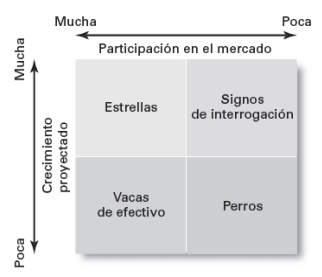 Mucha
Poca
Participación en el mercado
Mucha
Crecimiento
proyectado
Poca
Estrellas
Signos
de interrogación
Vacas
de efectivo
Perros